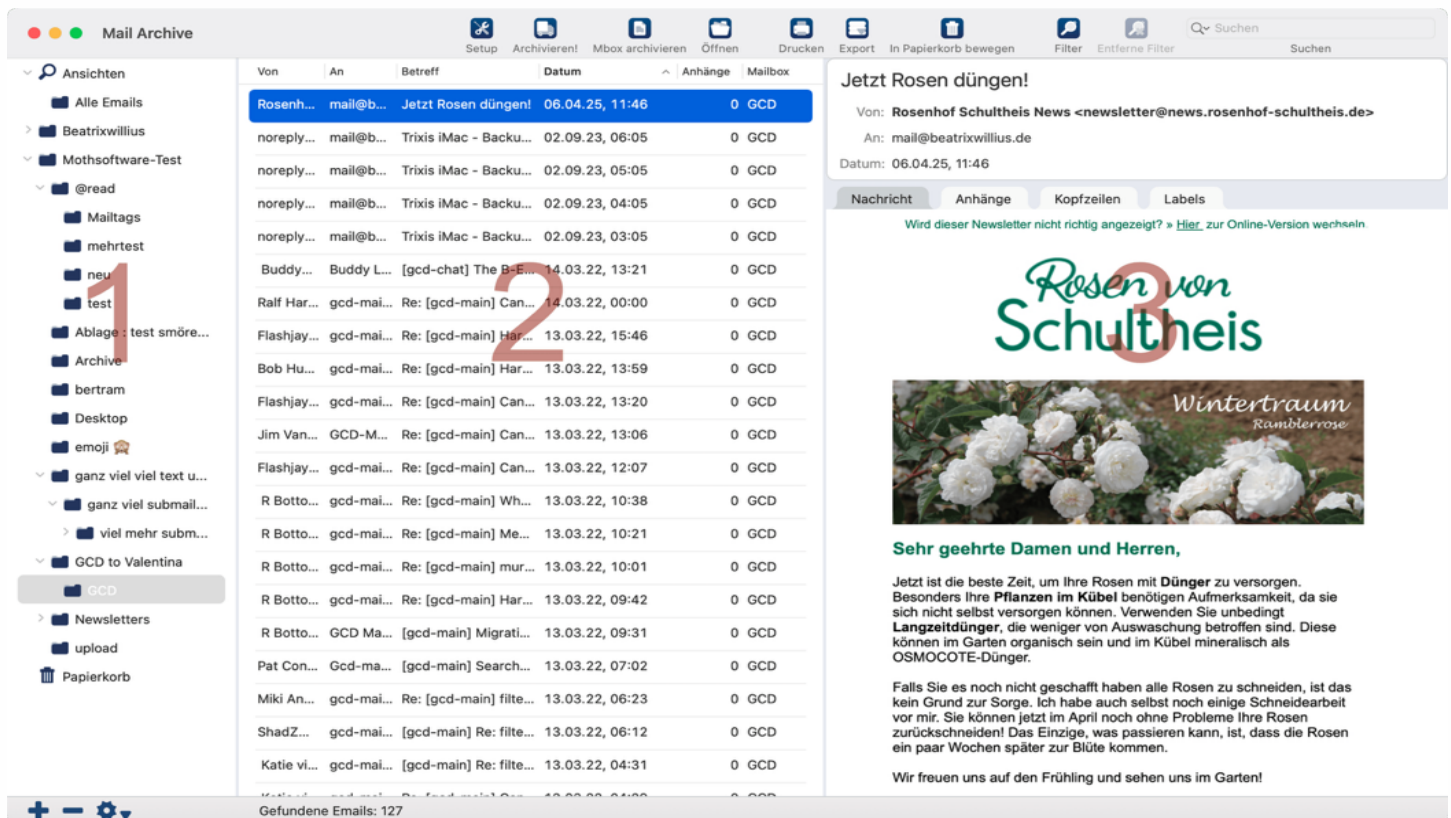 Mail Archive
Setup Archivieren! Mbox archivieren Öffnen Drucken Export In Papierkorb bewegen Filter Entferne Filter Suchen
Suchen
Ansichten
Alle Emails
Beatrixwillius
Mothsoftware-Test
@read
Mailtags
mehrtest
neu
test
Ablage : test smöre...
Archive
bertram
Desktop
emoji 🙊
ganz viel viel text u...
ganz viel submail...
viel mehr subm...
GCD to Valentina
GCD
Newsletters
upload
Papierkorb
1
Von An Betreff Datum Anhänge Mailbox
Rosenh... mail@b... Jetzt Rosen düngen! 06.04.25, 11:46 0 GCD
noreply... mail@b... Trixis iMac - Backu... 02.09.23, 06:05 0 GCD
noreply... mail@b... Trixis iMac - Backu... 02.09.23, 05:05 0 GCD
noreply... mail@b... Trixis iMac - Backu... 02.09.23, 04:05 0 GCD
noreply... mail@b... Trixis iMac - Backu... 02.09.23, 03:05 0 GCD
Buddy... Buddy L... [gcd-chat] The B-E... 14.03.22, 13:21 0 GCD
Ralf Har... gcd-mai... Re: [gcd-main] Can... 14.03.22, 00:00 0 GCD
Flashjay... gcd-mai... Re: [gcd-main] Har... 13.03.22, 15:46 0 GCD
Bob Hu... gcd-mai... Re: [gcd-main] Har... 13.03.22, 13:59 0 GCD
Flashjay... gcd-mai... Re: [gcd-main] Can... 13.03.22, 13:20 0 GCD
Jim Van... GCD-M... Re: [gcd-main] Can... 13.03.22, 13:06 0 GCD
Flashjay... gcd-mai... Re: [gcd-main] Can... 13.03.22, 12:07 0 GCD
R Botto... gcd-mai... Re: [gcd-main] Wh... 13.03.22, 10:38 0 GCD
R Botto... gcd-mai... Re: [gcd-main] Me... 13.03.22, 10:21 0 GCD
R Botto... gcd-mai... Re: [gcd-main] mur... 13.03.22, 10:01 0 GCD
R Botto... gcd-mai... Re: [gcd-main] Har... 13.03.22, 09:42 0 GCD
R Botto... GCD Ma... [gcd-main] Migrati... 13.03.22, 09:31 0 GCD
Pat Con... Gcd-ma... [gcd-main] Search... 13.03.22, 07:02 0 GCD
Miki An... gcd-mai... Re: [gcd-main] filte... 13.03.22, 06:23 0 GCD
ShadZ... gcd-mai... [gcd-main] Re: filte... 13.03.22, 06:12 0 GCD
Katie vi... gcd-mai... [gcd-main] Re: filte... 13.03.22, 04:31 0 GCD
2
Gefundene Emails: 127
Jetzt Rosen düngen!
Von: Rosenhof Schultheis News <newsletter@news.rosenhof-schultheis.de>
An: mail@beatrixwillius.de
Datum: 06.04.25, 11:46
Nachricht Anhänge Kopfzeilen Labels
Wird dieser Newsletter nicht richtig angezeigt? » Hier zur Online-Version wechseln.
Rosen von
Schultheis
3
Wintertraum
Ramblerrose
Sehr geehrte Damen und Herren,
Jetzt ist die beste Zeit, um Ihre Rosen mit Dünger zu versorgen.
Besonders Ihre Pflanzen im Kübel benötigen Aufmerksamkeit, da sie
sich nicht selbst versorgen können. Verwenden Sie unbedingt
Langzeitdünger, die weniger von Auswaschung betroffen sind. Diese
können im Garten organisch sein und im Kübel mineralisch als
OSMOCOTE-Dünger.
Falls Sie es noch nicht geschafft haben alle Rosen zu schneiden, ist das
kein Grund zur Sorge. Ich habe auch selbst noch einige Schneidearbeit
vor mir. Sie können jetzt im April noch ohne Probleme Ihre Rosen
zurückschneiden! Das Einzige, was passieren kann, ist, dass die Rosen
ein paar Wochen später zur Blüte kommen.
Wir freuen uns auf den Frühling und sehen uns im Garten!